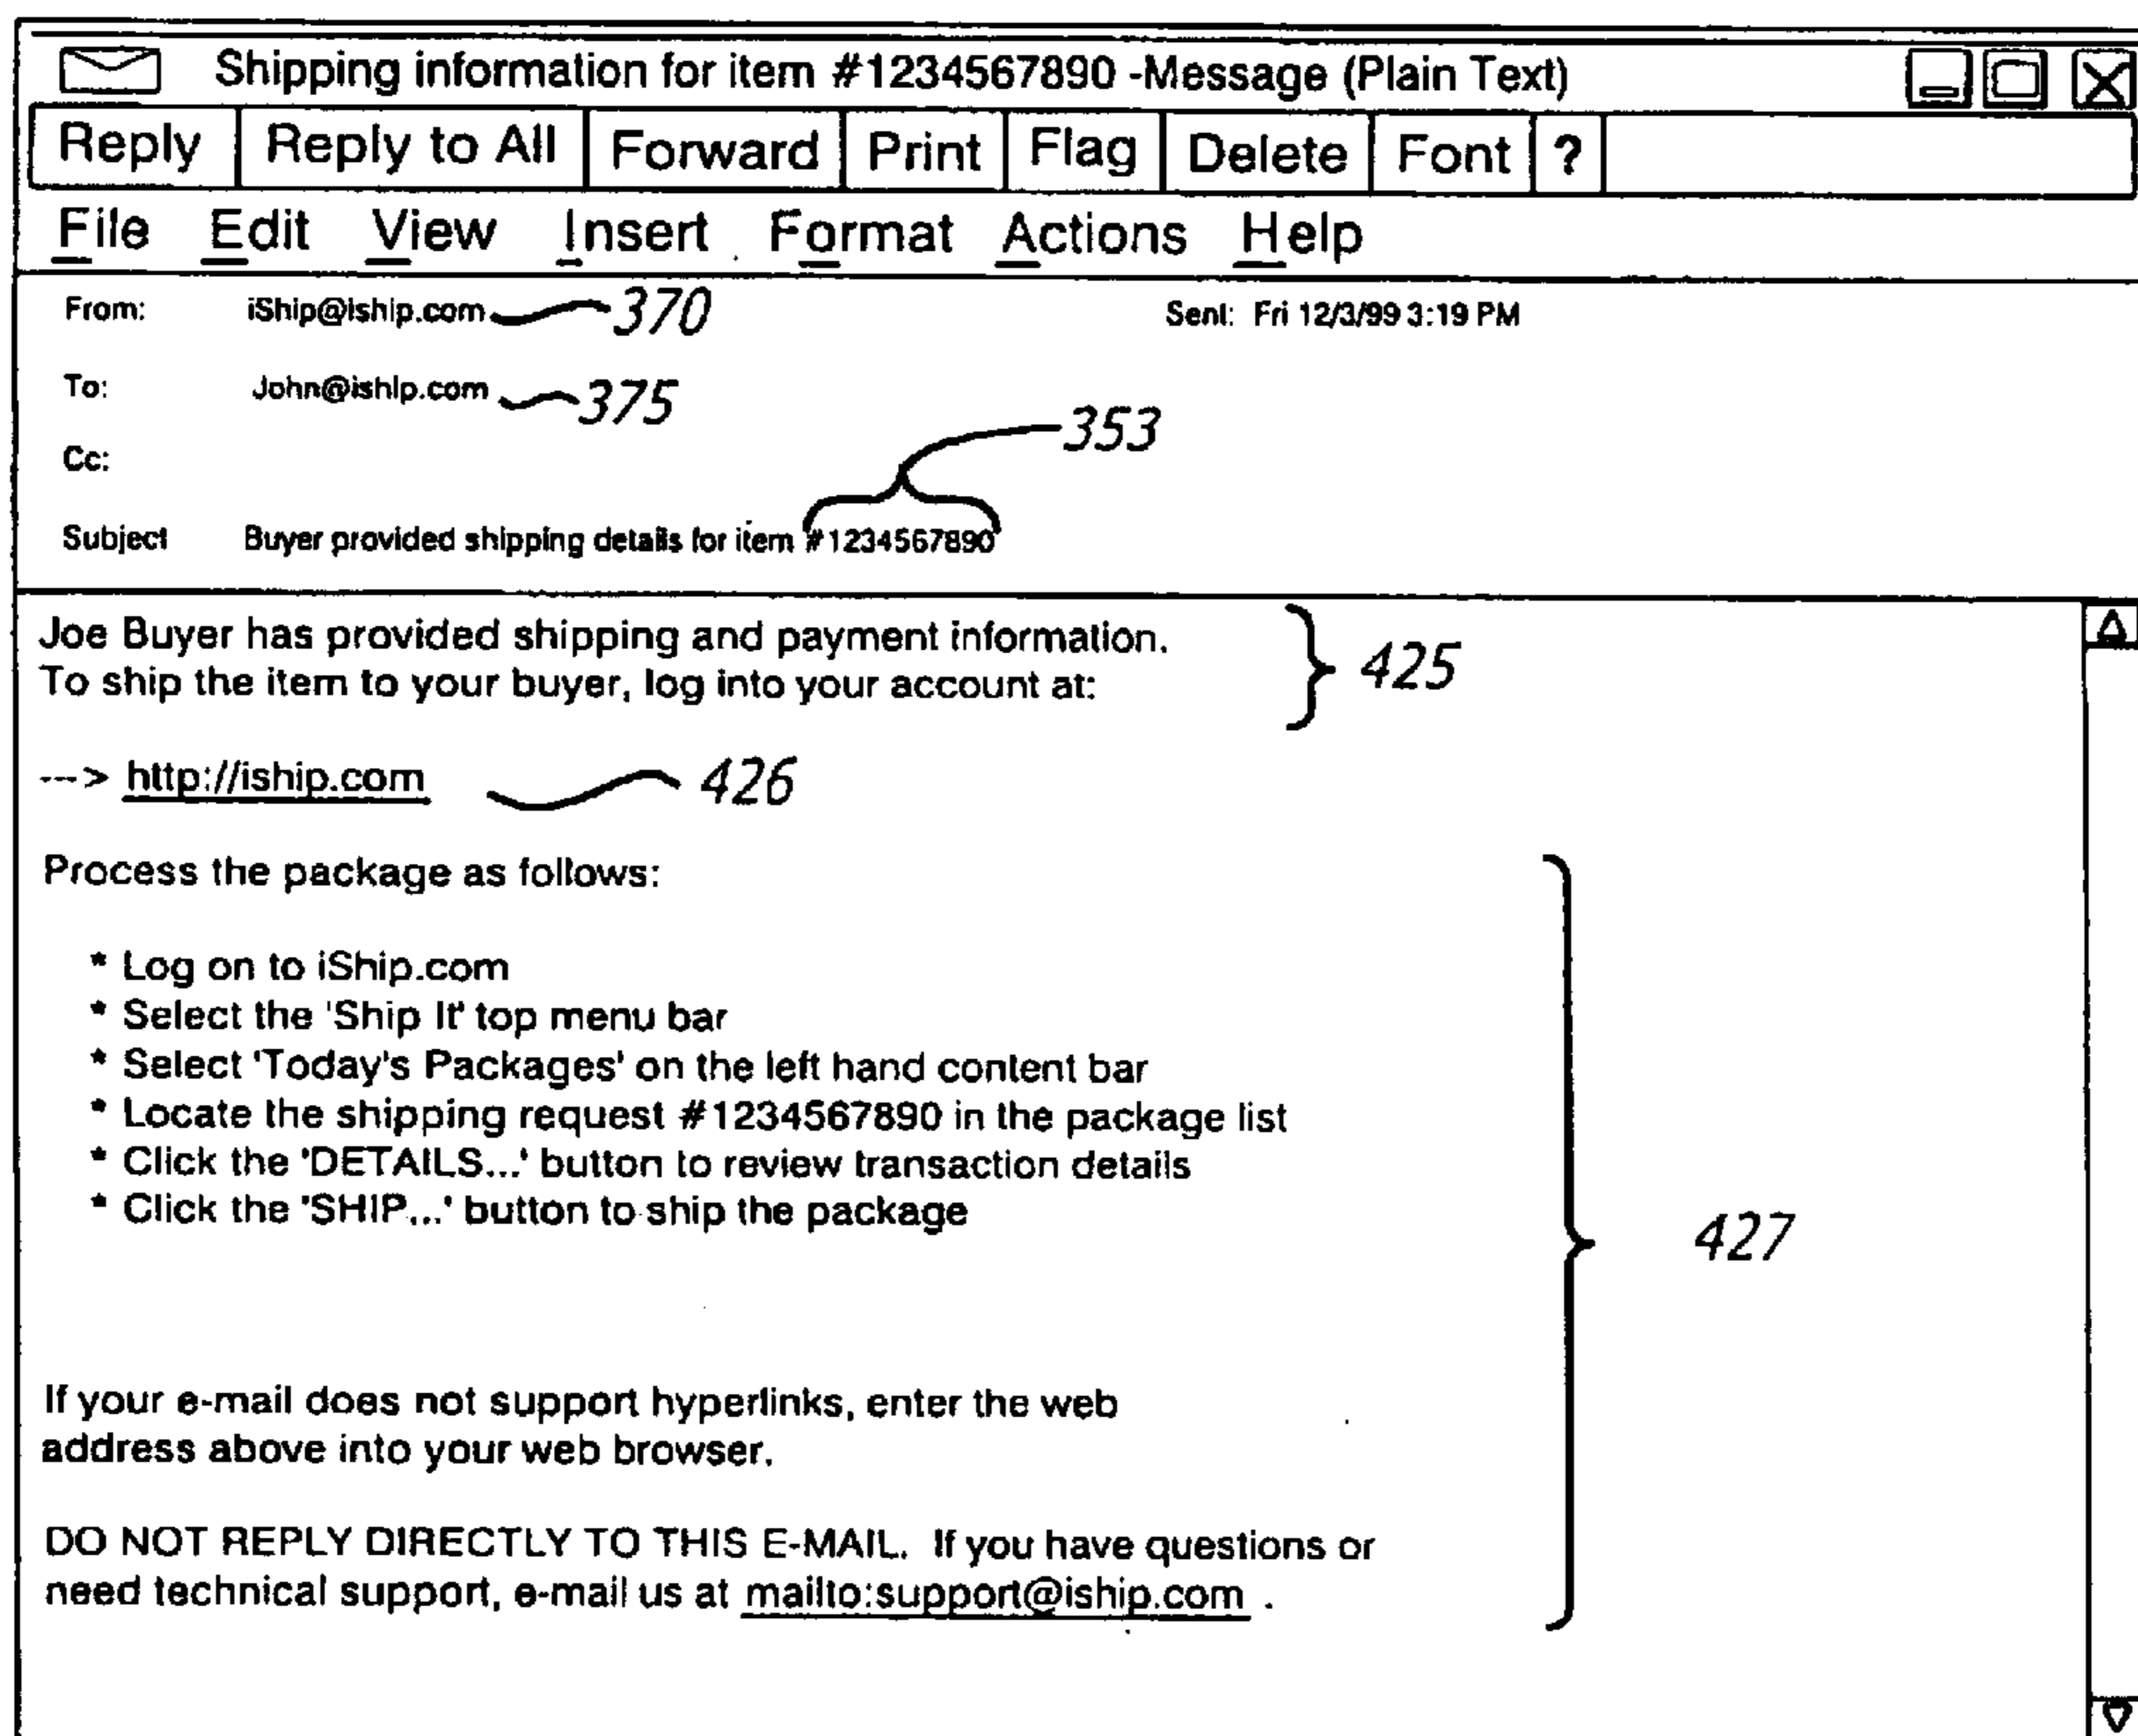 Shipping information for item #1234567890 -Message (Plain Text)
Reply Reply to All Forward Print Flag Delete Font ?
File Edit View Insert Format Actions Help
From: iShip@iship.com 370 Sent: Fri 12/3/99 3:19 PM
To: John@iship.com 375
353
Cc:
Subject Buyer provided shipping details for item #1234567890
Joe Buyer has provided shipping and payment information.
To ship the item to your buyer, log into your account at:
425
---> http://iship.com 426
Process the package as follows:
* Log on to iShip.com
* Select the 'Ship It' top menu bar
* Select 'Today's Packages' on the left hand content bar
* Locate the shipping request #1234567890 in the package list
* Click the 'DETAILS...' button to review transaction details
* Click the 'SHIP...' button to ship the package
427
If your e-mail does not support hyperlinks, enter the web
address above into your web browser.
DO NOT REPLY DIRECTLY TO THIS E-MAIL. If you have questions or
need technical support, e-mail us at mailto:support@iship.com .